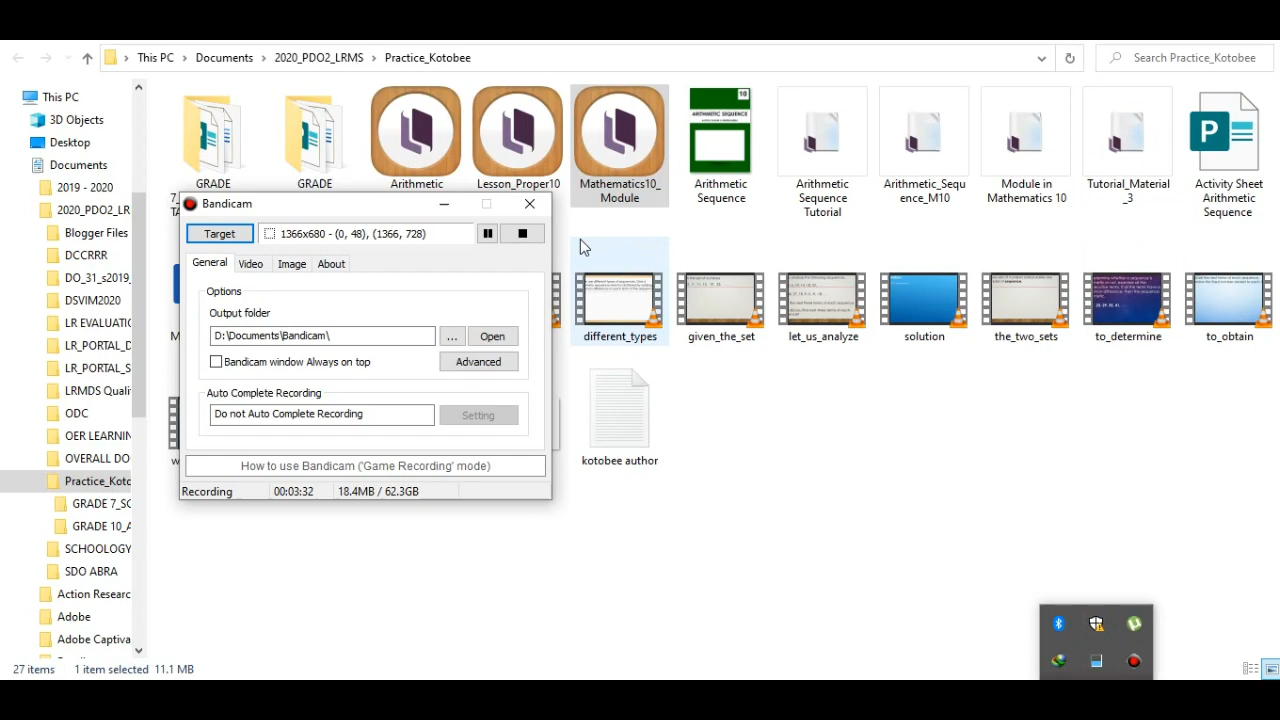 This PC
Documents
2020_PDO2_LRMS
Practice_Kotobee
Search Practice_Kotobee
This PC
3D Objects
Desktop
Documents
2019 - 2020
2020_PDO2_LR
Blogger Files
DCCRRR
DO_31_s2019_
DSVIM2020
LR EVALUATIC
LR_PORTAL_D
LR_PORTAL_S
LRMDS Quali
ODC
OER LEARNIN
OVERALL DO
Practice_Koto
GRADE 7_SC
GRADE 10_A
SCHOOLOGY
SDO ABRA
Action Researc
Adobe
Adobe Captiva
GRADE
GRADE
Arithmetic
Lesson_Proper10
Mathematics10_
Module
10
ARITHMETIC SEQUENCE
Arithmetic
Sequence
Arithmetic
Sequence
Tutorial
Arithmetic_Sequ
ence_M10
Module in
Mathematics 10
Tutorial_Material
_3
P
Activity Sheet
Arithmetic
Sequence
Bandicam
Target
1366x680 - (0, 48), (1366, 728)
General
Video
Image
About
Options
Output folder
D:\Documents\Bandicam\
...
Open
Bandicam window Always on top
Advanced
Auto Complete Recording
Do not Auto Complete Recording
Setting
How to use Bandicam ('Game Recording' mode)
Recording
00:03:32
18.4MB / 62.3GB
different_types
given_the_set
let_us_analyze
solution
the_two_sets
to_determine
to_obtain
kotobee author
27 items
1 item selected 11.1 MB